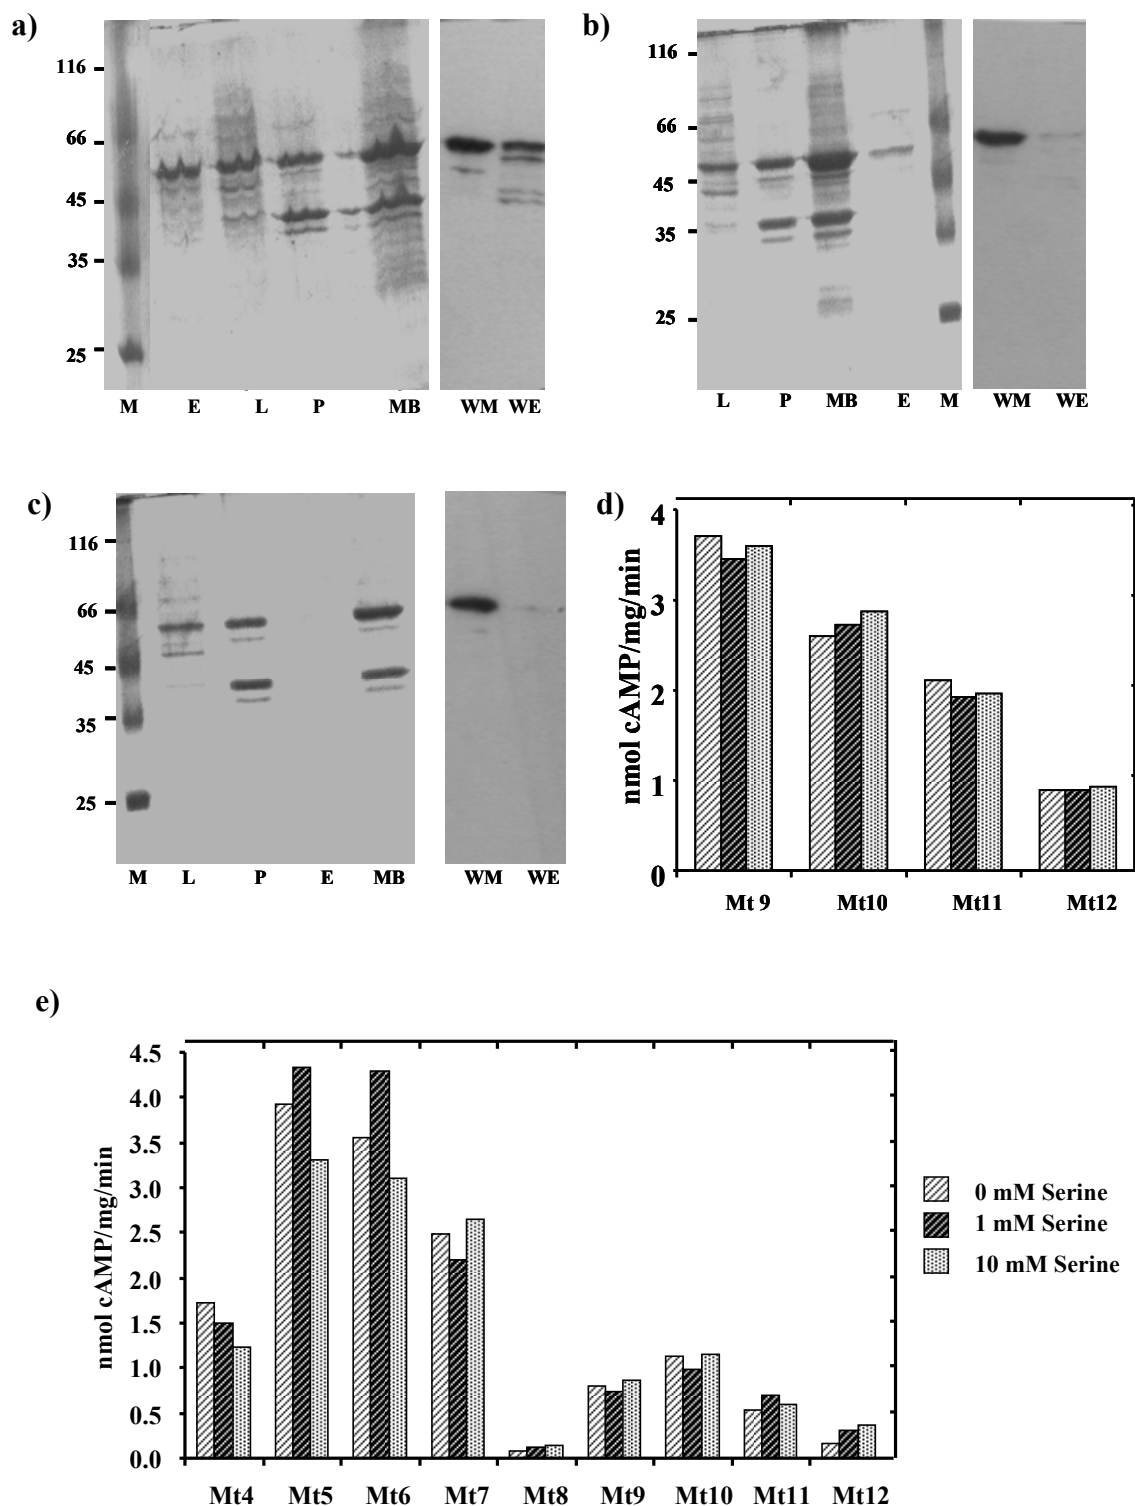 a)
116
66
45
35
25
M E L P MB WM WE
b)
116
66
45
35
25
L P MB E M WM WE
c)
116
66
45
35
25
M L P E MB WM WE
d)
nmol cAMP/mg/min
4
3
2
1
0
Mt 9 Mt10 Mt11 Mt12
e)
nmol cAMP/mg/min
4.5
4.0
3.5
3.0
2.5
2.0
1.5
1.0
0.5
0.0
Mt4 Mt5 Mt6 Mt7 Mt8 Mt9 Mt10 Mt11 Mt12
0 mM Serine
1 mM Serine
10 mM Serine